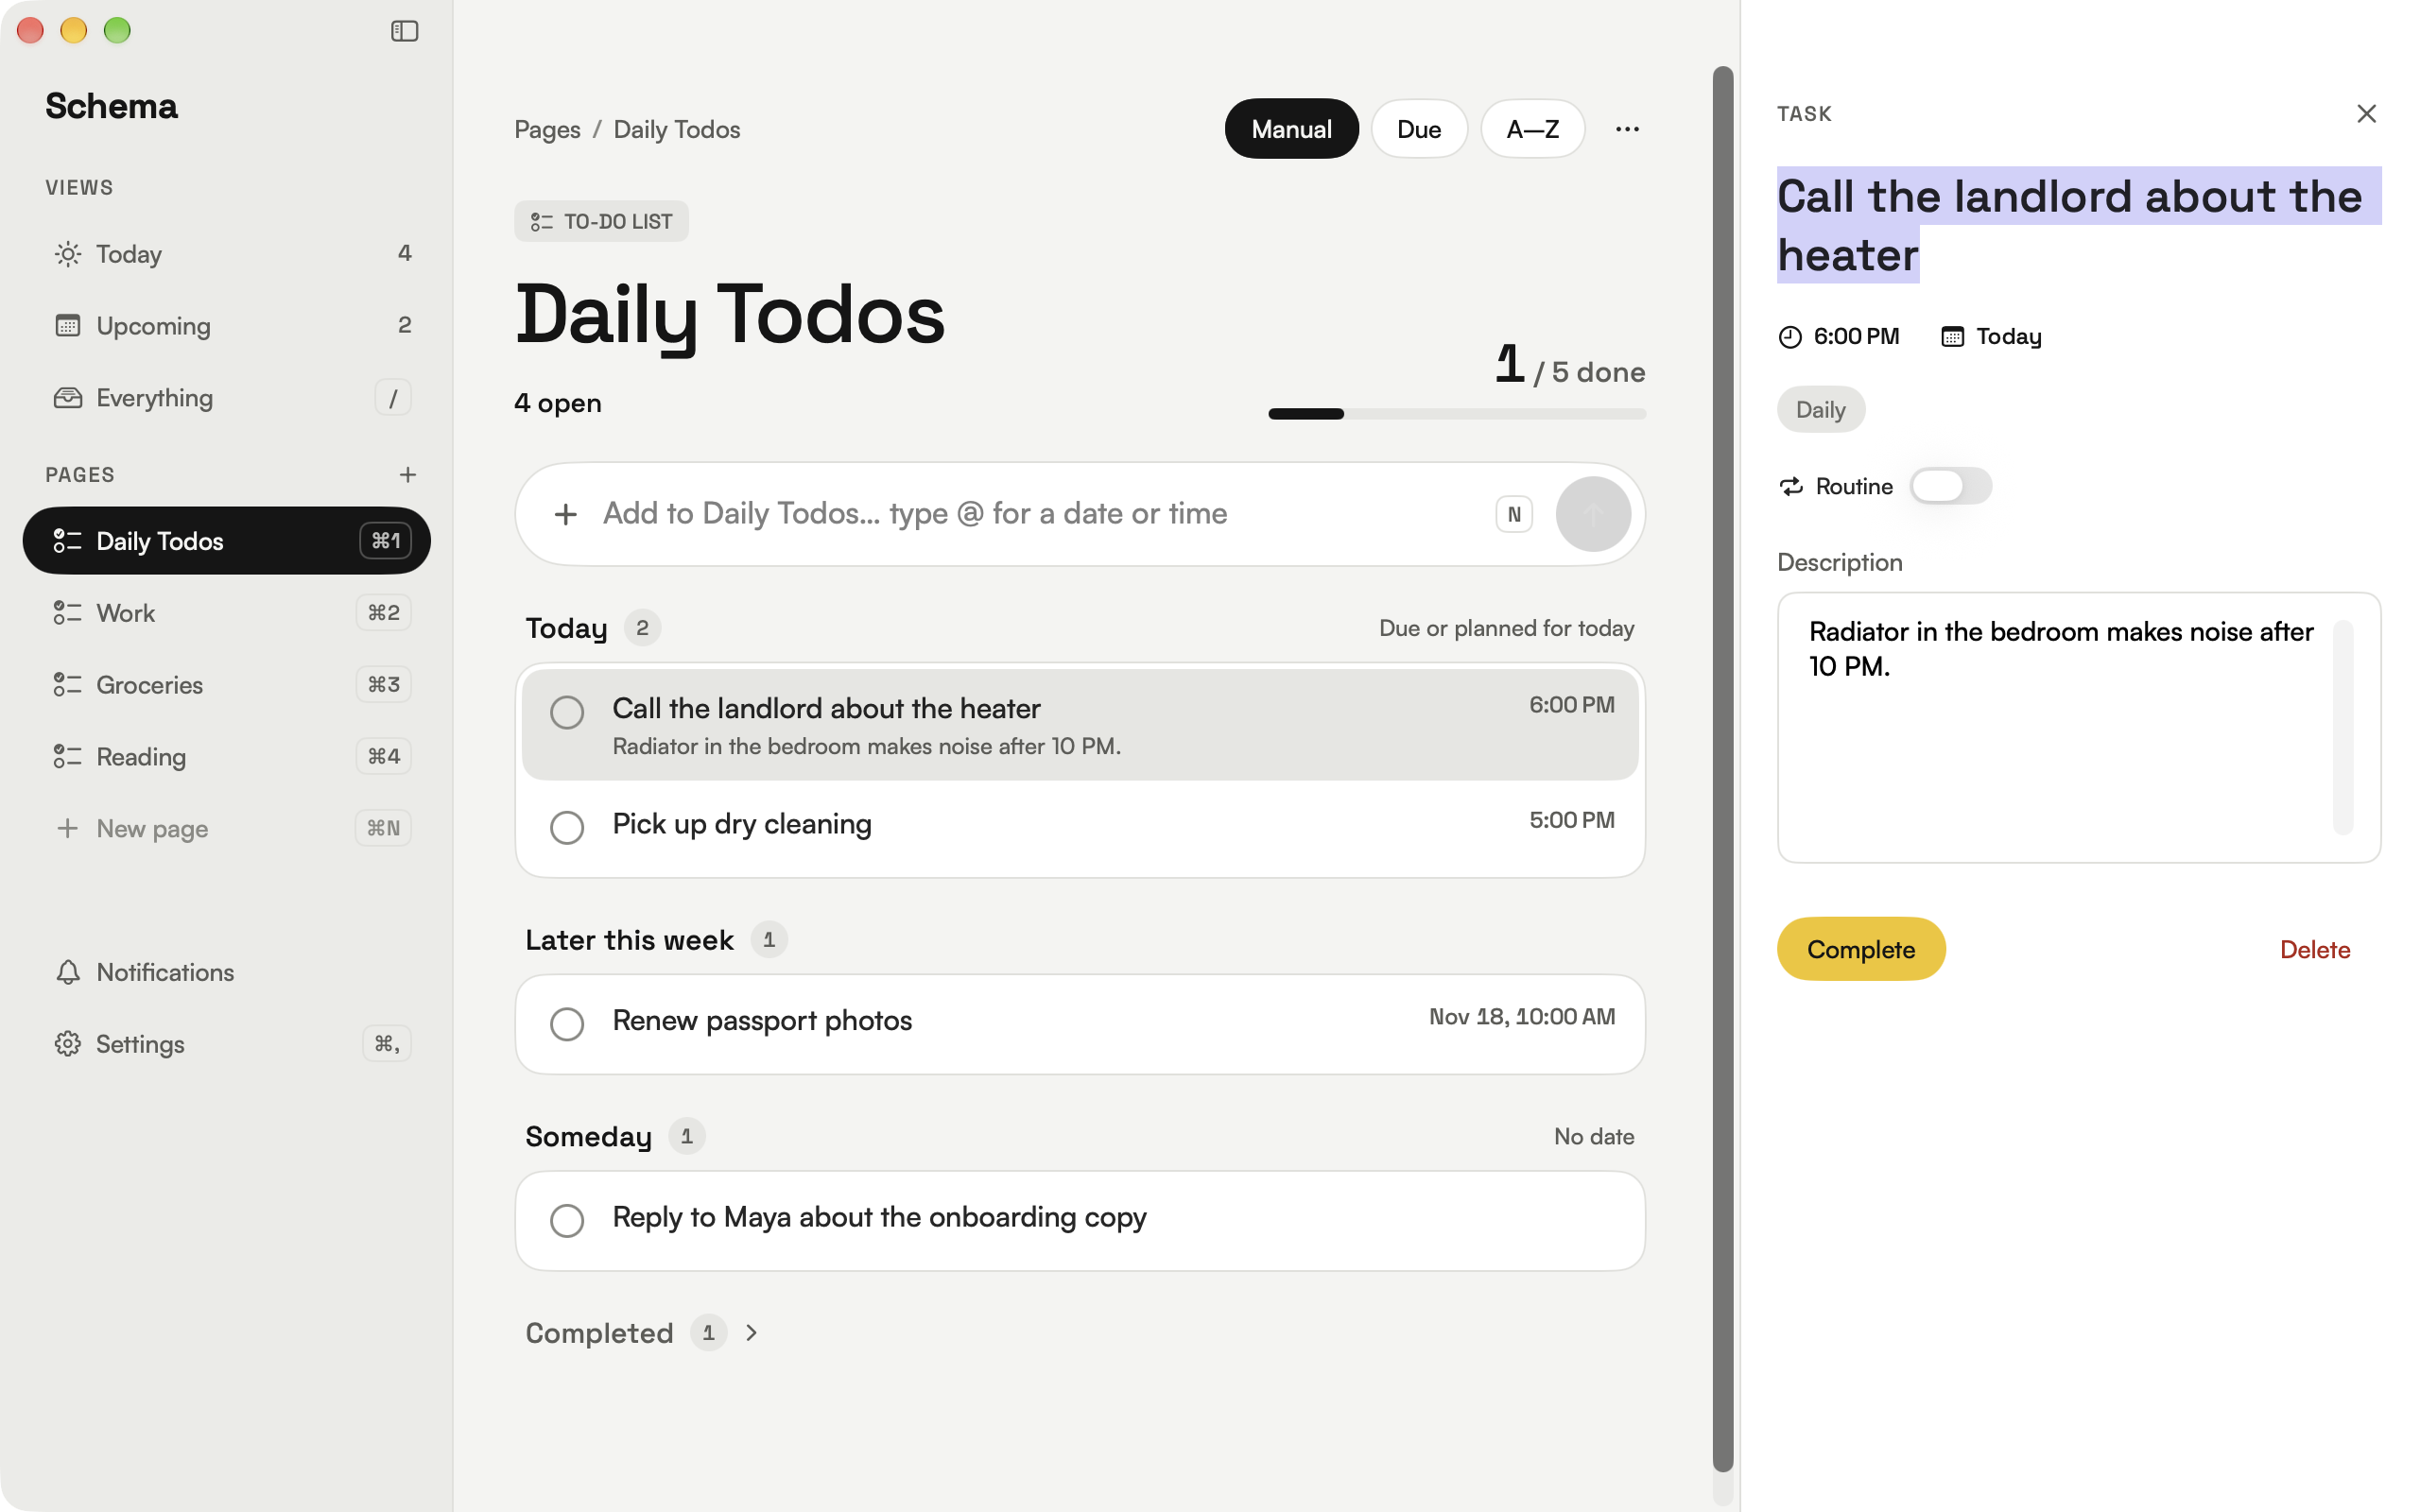 Schema
VIEWS
Today 4
Upcoming 2
Everything /
PAGES +
Daily Todos ⌘1
Work ⌘2
Groceries ⌘3
Reading ⌘4
New page ⌘N
Notifications
Settings ⌘,
Pages / Daily Todos
Manual Due A—Z ···
TO-DO LIST
Daily Todos
4 open
1 / 5 done
Add to Daily Todos... type @ for a date or time N
Today 2 Due or planned for today
Call the landlord about the heater 6:00 PM
Radiator in the bedroom makes noise after 10 PM.
Pick up dry cleaning 5:00 PM
Later this week 1
Renew passport photos Nov 18, 10:00 AM
Someday 1 No date
Reply to Maya about the onboarding copy
Completed 1
TASK
Call the landlord about the
heater
6:00 PM Today
Daily
Routine
Description
Radiator in the bedroom makes noise after
10 PM.
Complete Delete